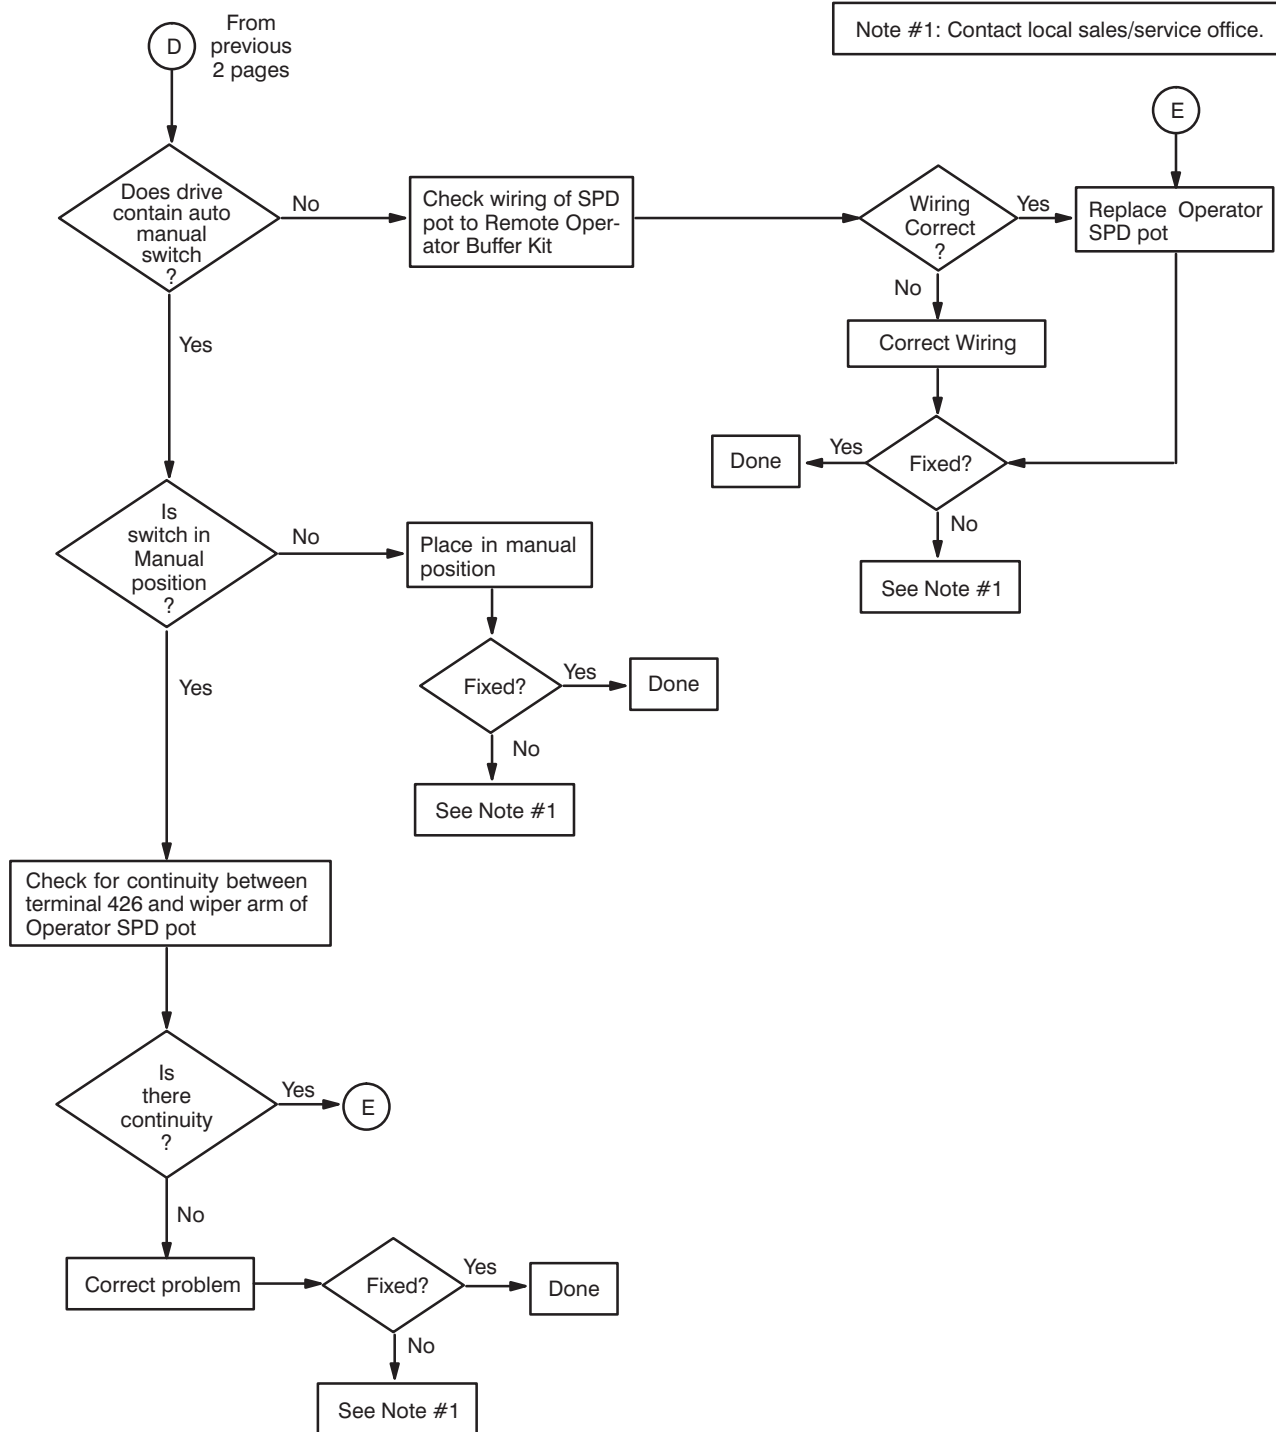 D
From
previous
2 pages
Note #1: Contact local sales/service office.
E
Does drive
contain auto
manual
switch
?
No
Check wiring of SPD
pot to Remote Oper-
ator Buffer Kit
Wiring
Correct
?
Yes
Replace Operator
SPD pot
No
Correct Wiring
Yes
Fixed?
Yes
Done
No
See Note #1
Is
switch in
Manual
position
?
No
Place in manual
position
Fixed?
Yes
Done
No
See Note #1
Yes
Check for continuity between
terminal 426 and wiper arm of
Operator SPD pot
Is
there
continuity
?
Yes
E
No
Correct problem
Fixed?
Yes
Done
No
See Note #1